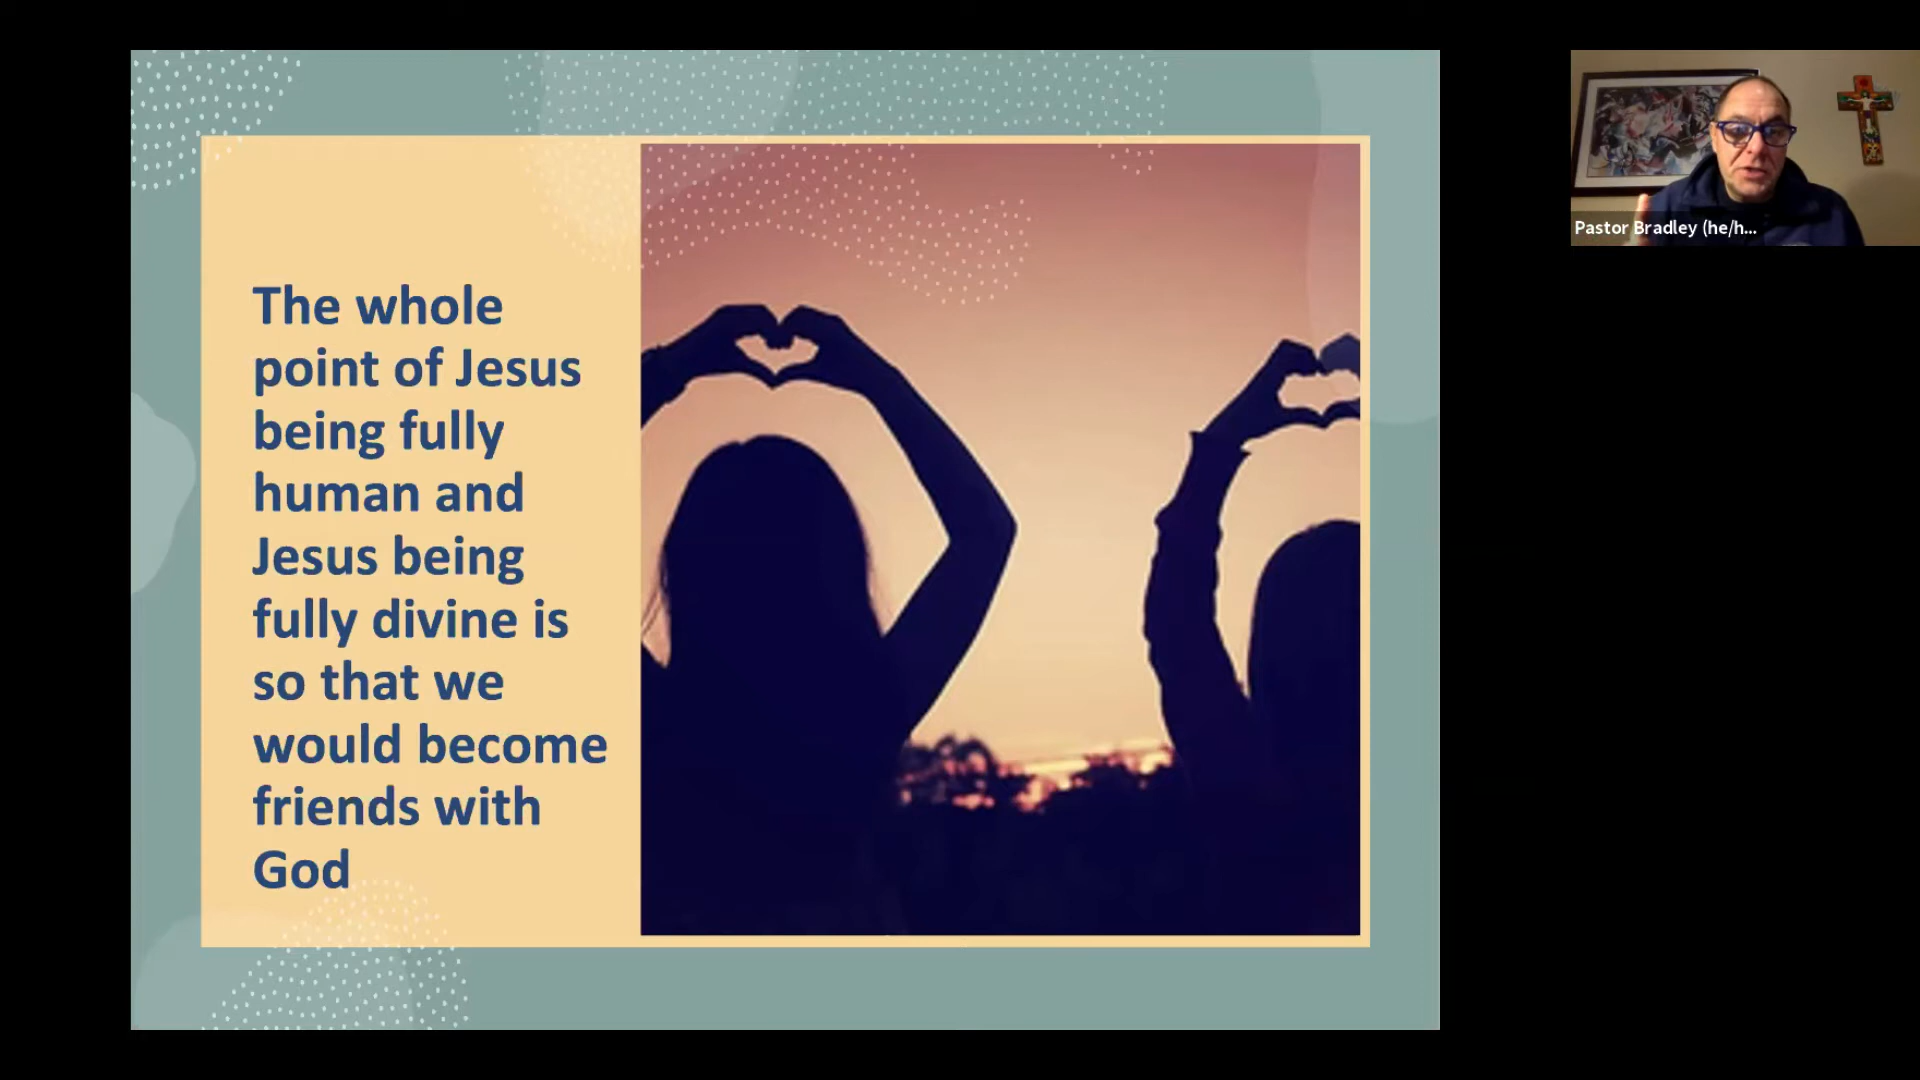 The whole
point of Jesus
being fully
human and
Jesus being
fully divine is
so that we
would become
friends with
God
Pastor Bradley (he/h...